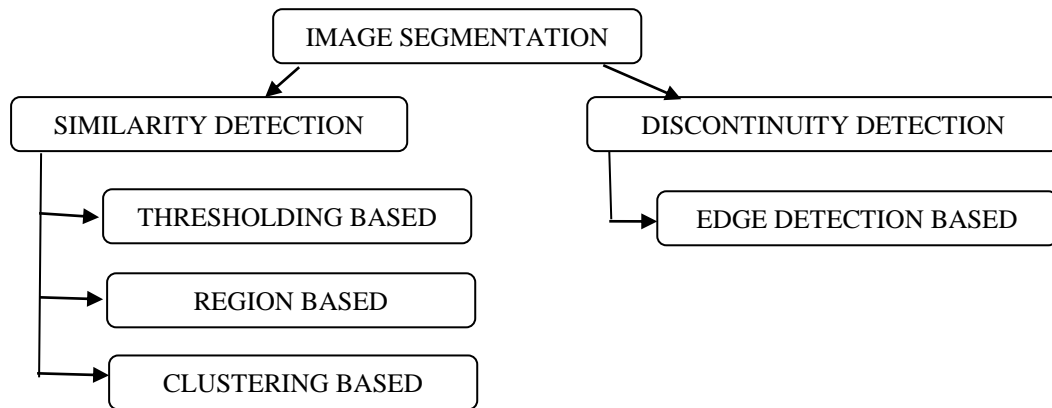 IMAGE SEGMENTATION
SIMILARITY DETECTION
DISCONTINUITY DETECTION
THRESHOLDING BASED
EDGE DETECTION BASED
REGION BASED
CLUSTERING BASED